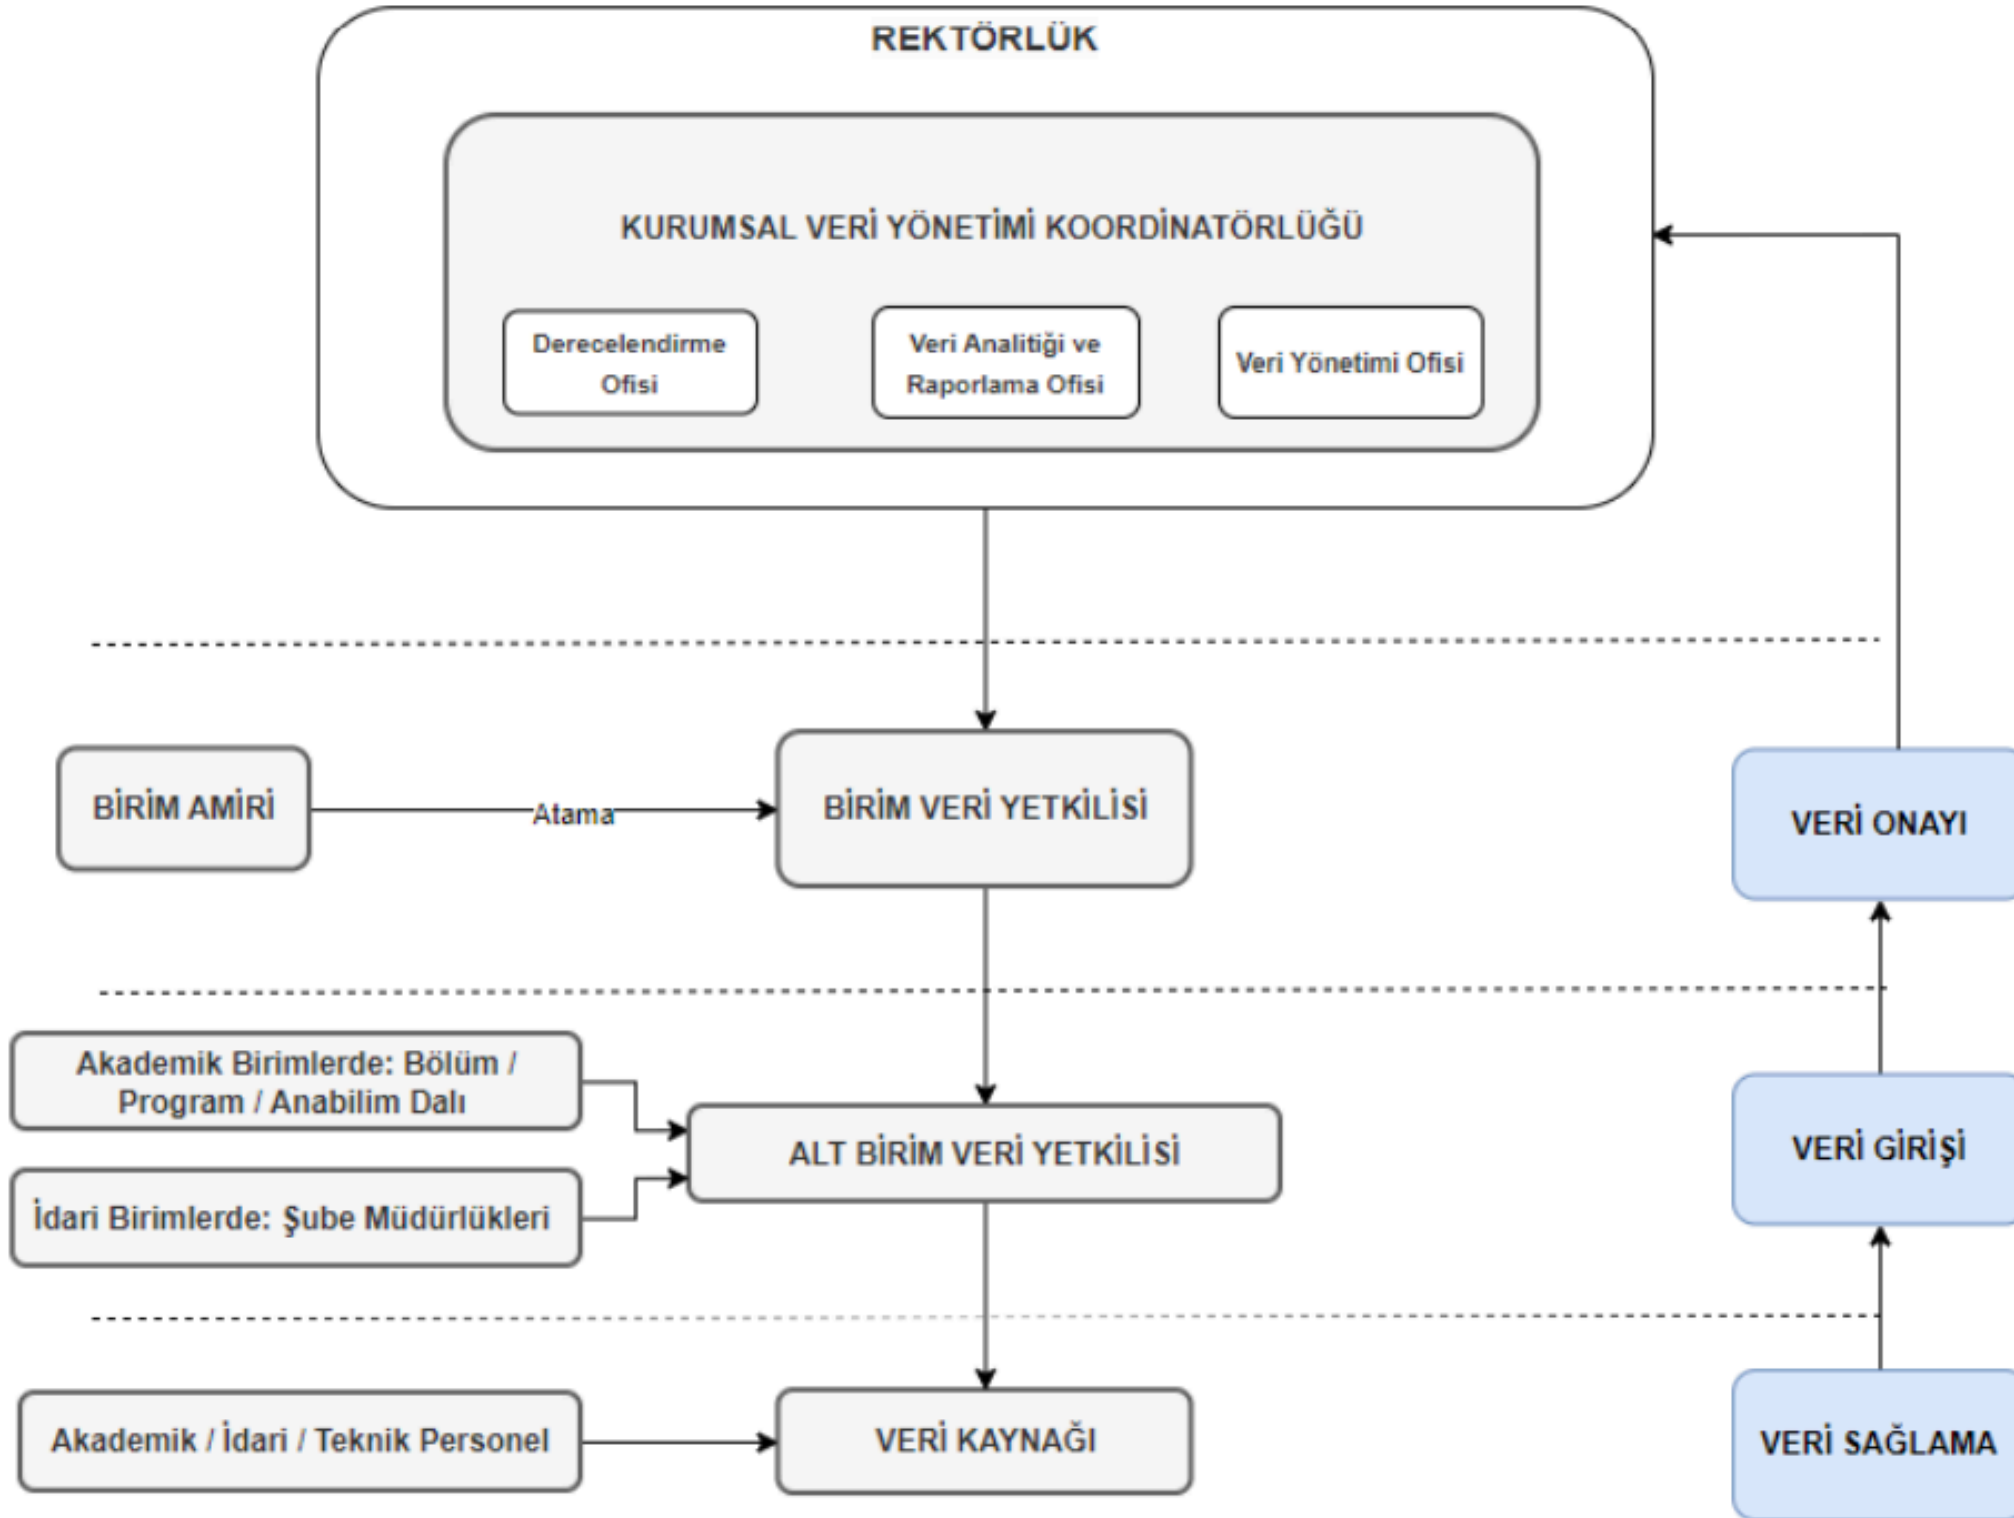 REKTÖRLÜK
KURUMSAL VERİ YÖNETİMİ KOORDİNATÖRLÜĞÜ
Derecelendirme
Ofisi
Veri Analitiği ve
Raporlama Ofisi
Veri Yönetimi Ofisi
BİRİM AMİRİ
Atama
BİRİM VERİ YETKİLİSİ
VERİ ONAYI
Akademik Birimlerde: Bölüm /
Program / Anabilim Dalı
İdari Birimlerde: Şube Müdürlükleri
ALT BİRİM VERİ YETKİLİSİ
VERİ GİRİŞİ
Akademik / İdari / Teknik Personel
VERİ KAYNAĞI
VERİ SAĞLAMA